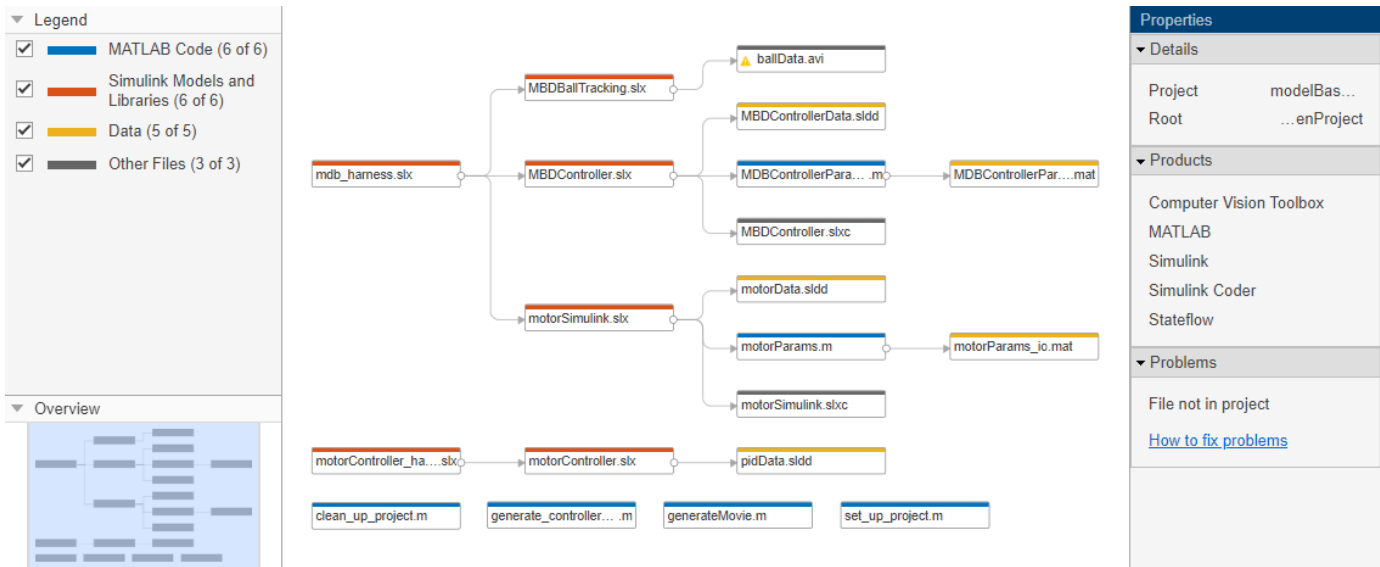 Legend
MATLAB Code (6 of 6)
Simulink Models and
Libraries (6 of 6)
Data (5 of 5)
Other Files (3 of 3)
Overview
ballData.avi
MBDBallTracking.slx
MBDControllerData.sldd
mdb_harness.slx
MBDController.slx
MDBControllerPara... .m
MDBControllerPar....mat
MBDController.slxc
motorData.sldd
motorSimulink.slx
motorParams.m
motorParams_io.mat
motorSimulink.slxc
motorController_ha....slx
motorController.slx
pidData.sldd
clean_up_project.m
generate_controller... .m
generateMovie.m
set_up_project.m
Properties
Details
Project modelBas...
Root ...enProject
Products
Computer Vision Toolbox
MATLAB
Simulink
Simulink Coder
Stateflow
Problems
File not in project
How to fix problems